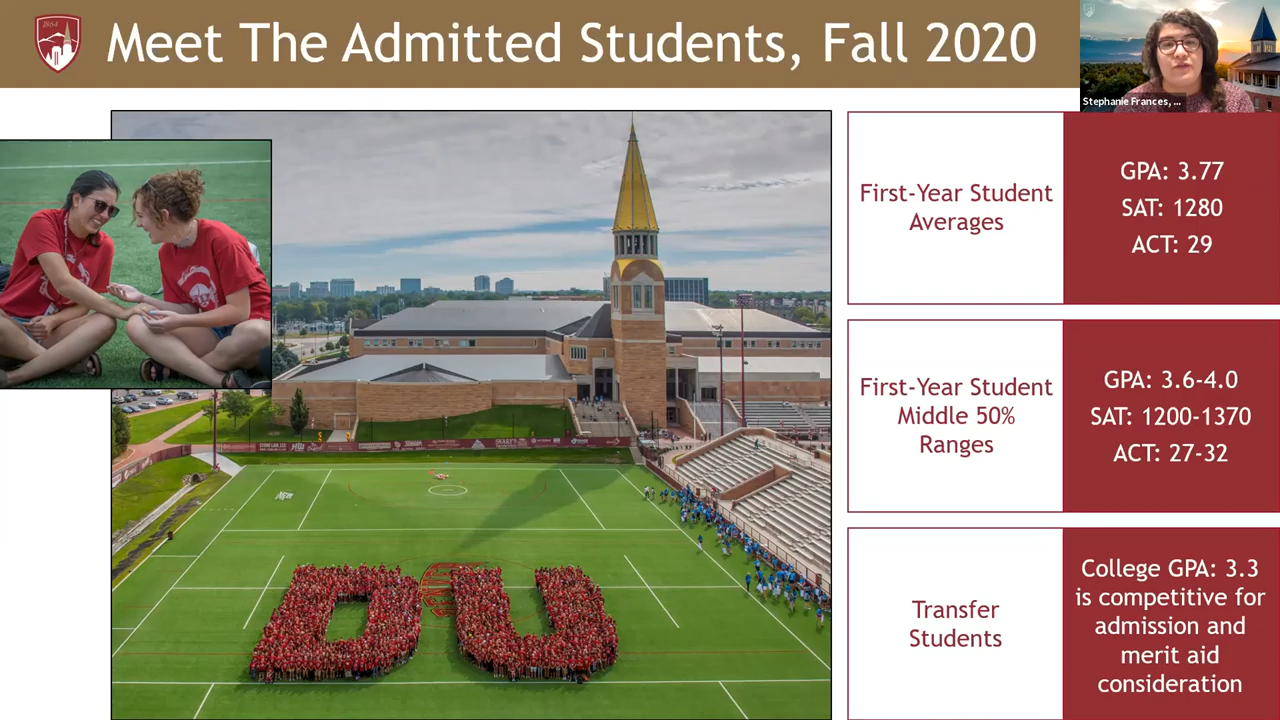 Meet The Admitted Students, Fall 2020
Stephanie Frances, ...
First-Year Student
Averages
GPA: 3.77
SAT: 1280
ACT: 29
First-Year Student
Middle 50%
Ranges
GPA: 3.6-4.0
SAT: 1200-1370
ACT: 27-32
Transfer
Students
College GPA: 3.3
is competitive for
admission and
merit aid
consideration
DU